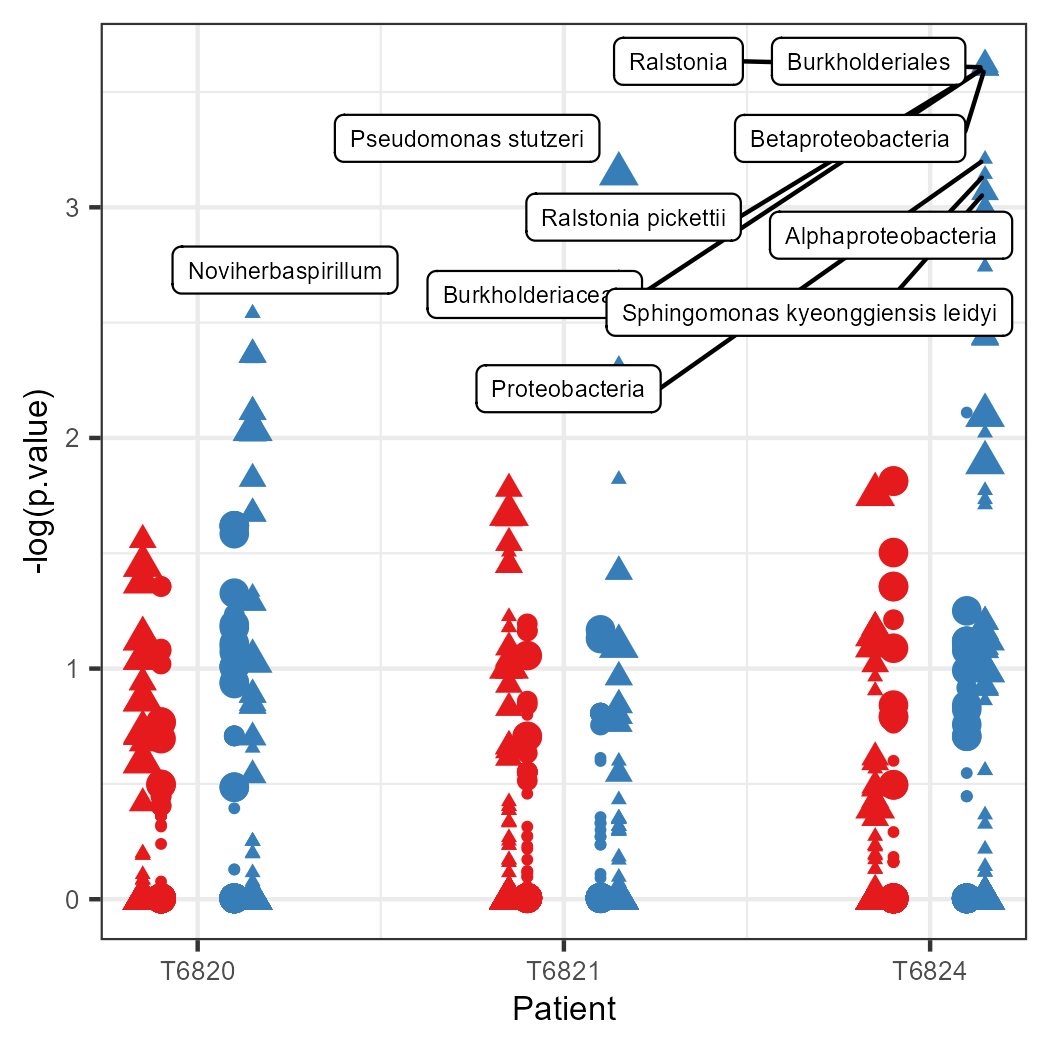 Ralstonia
Burkholderiales
Pseudomonas stutzeri
Betaproteobacteria
Ralstonia pickettii
Alphaproteobacteria
Noviherbaspirillum
Burkholderiacea
Sphingomonas kyeonggiensis leidyi
Proteobacteria
-log(p.value)
3
2
1
0
T6820
T6821
T6824
Patient